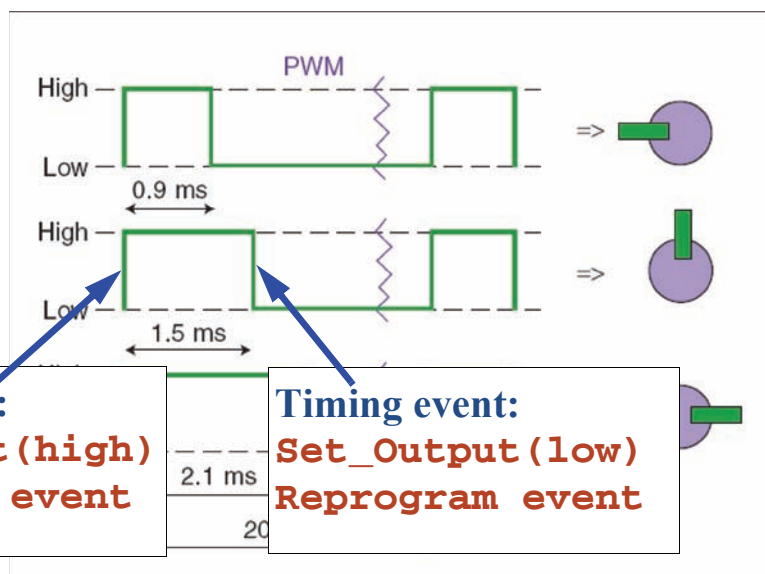 PWM
High
Low
=>
0.9 ms
High
Low
=>
1.5 ms
:
t(high)
event
Timing event:
Set_Output(low)
Reprogram event
2.1 ms
20